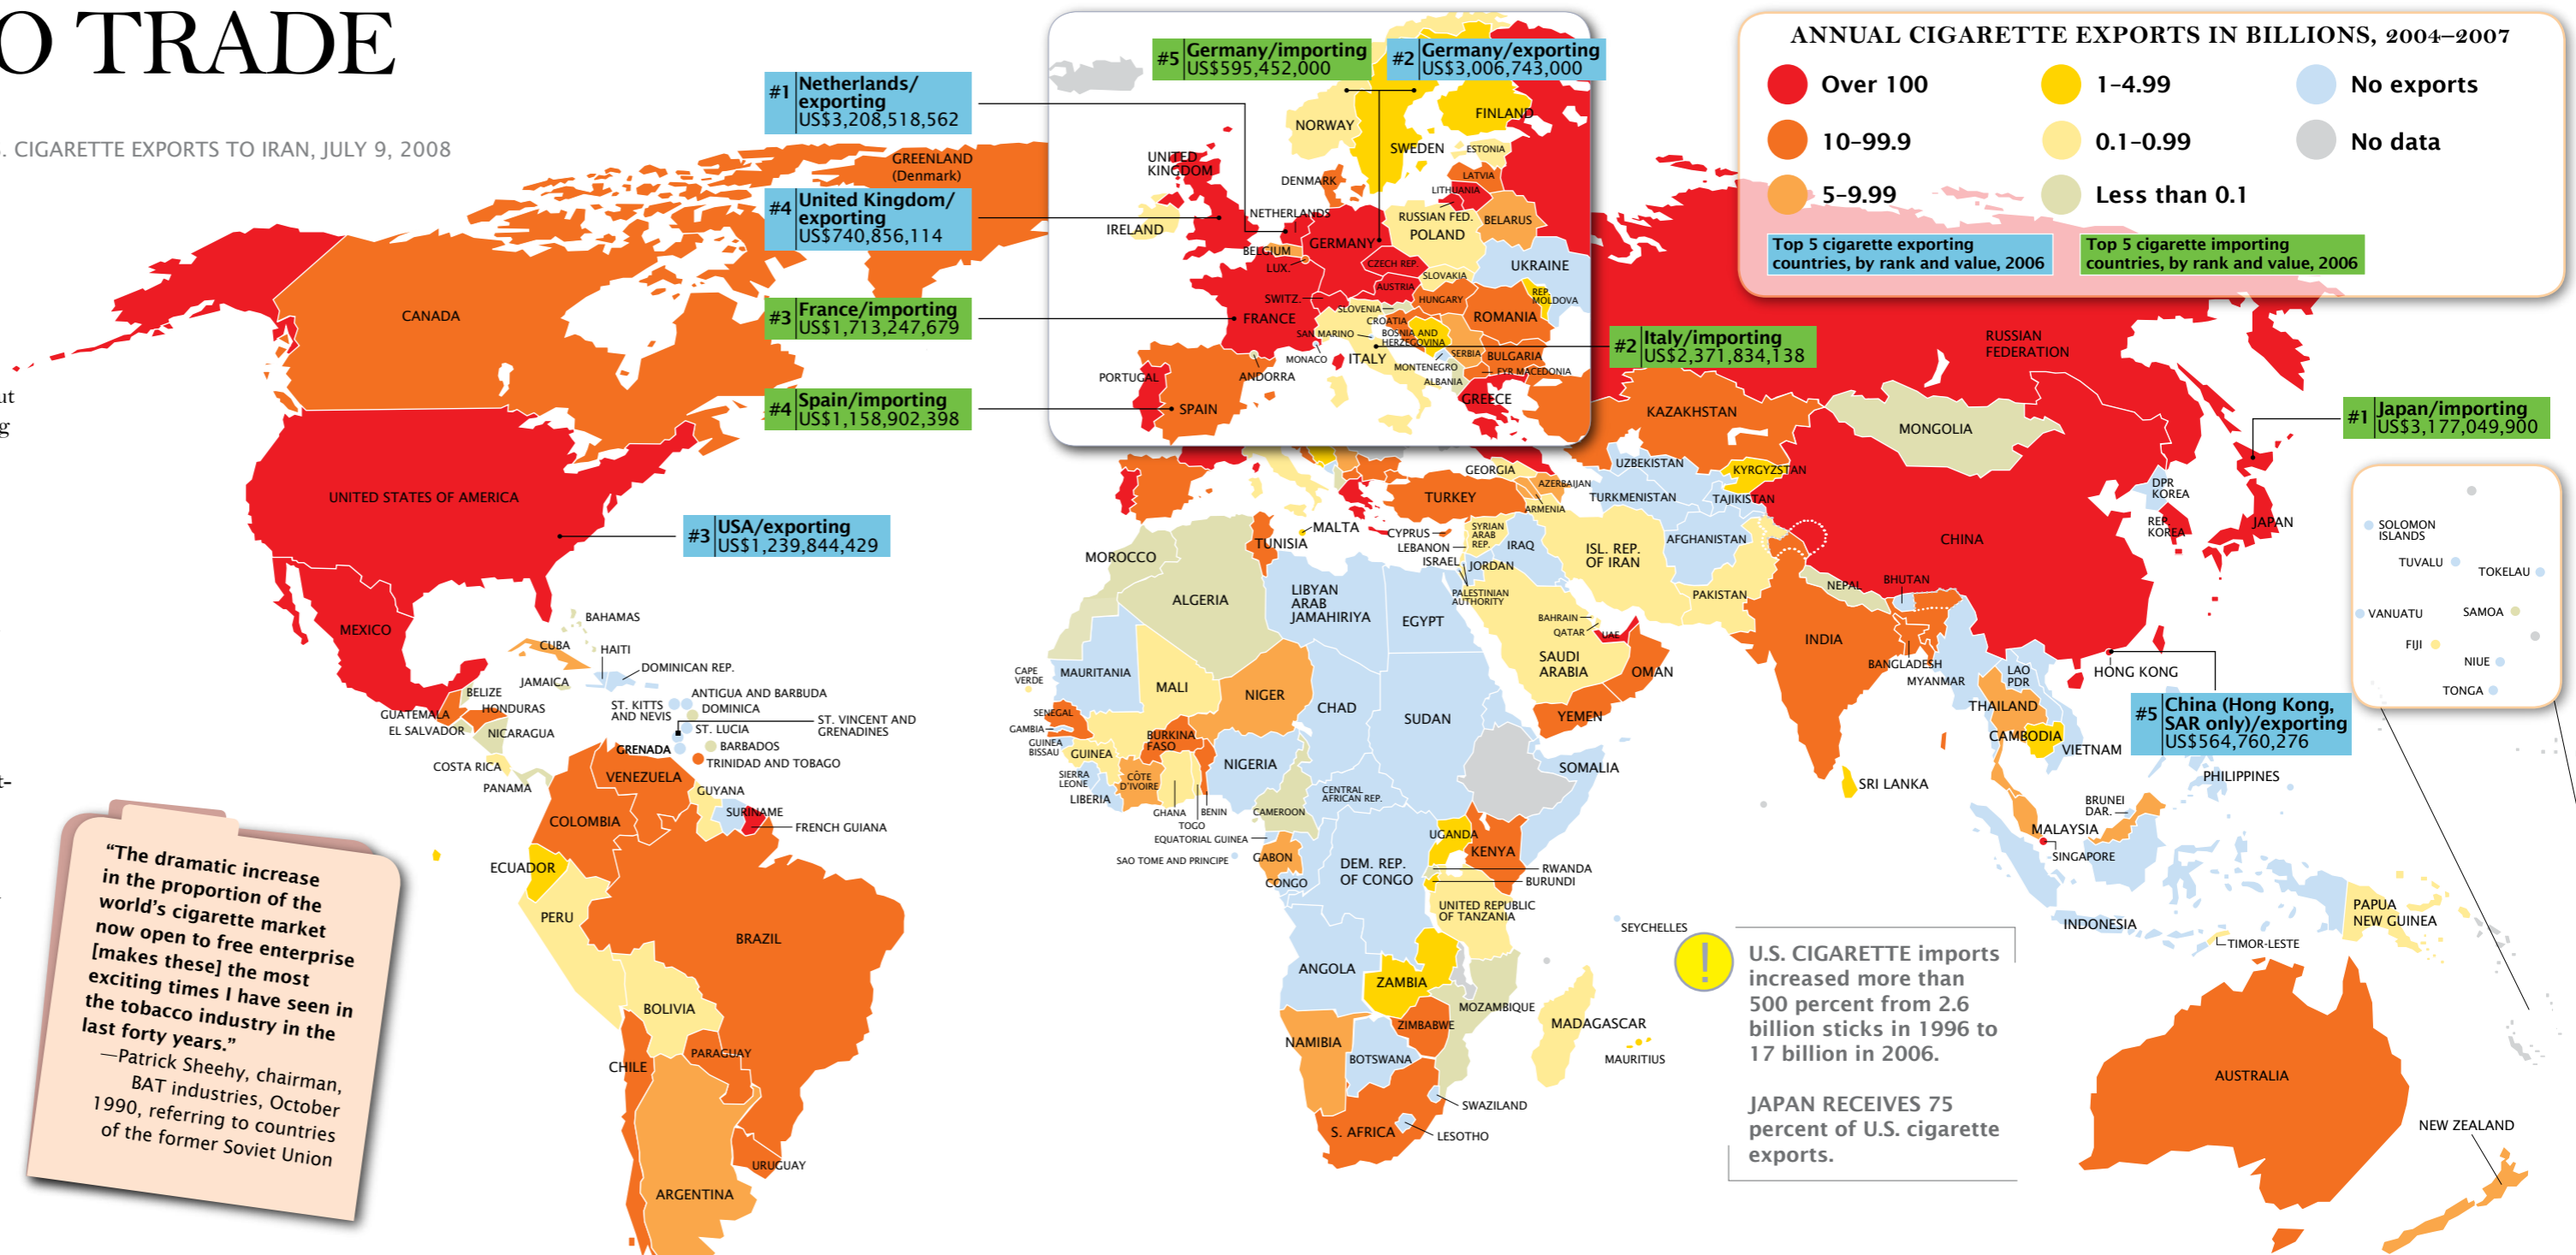 O TRADE
. CIGARETTE EXPORTS TO IRAN, JULY 9, 2008
ANNUAL CIGARETTE EXPORTS IN BILLIONS, 2004–2007
Over 100
10–99.9
5–9.99
1–4.99
0.1–0.99
Less than 0.1
No exports
No data
Top 5 cigarette exporting
countries, by rank and value, 2006
Top 5 cigarette importing
countries, by rank and value, 2006
#1 Netherlands/
exporting
US$3,208,518,562
#4 United Kingdom/
exporting
US$740,856,114
#3 France/importing
US$1,713,247,679
#4 Spain/importing
US$1,158,902,398
#5 Germany/importing
US$595,452,000
#2 Germany/exporting
US$3,006,743,000
#2 Italy/importing
US$2,371,834,138
#1 Japan/importing
US$3,177,049,900
#3 USA/exporting
US$1,239,844,429
#5 China (Hong Kong,
SAR only)/exporting
US$564,760,276
ut
g
t-
GREENLAND
(Denmark)
CANADA
UNITED STATES OF AMERICA
MEXICO
BAHAMAS
CUBA
HAITI
DOMINICAN REP.
JAMAICA
BELIZE
HONDURAS
GUATEMALA
EL SALVADOR
NICARAGUA
COSTA RICA
PANAMA
ANTIGUA AND BARBUDA
ST. KITTS
AND NEVIS
DOMINICA
ST. LUCIA
ST. VINCENT AND
GRENADINES
GRENADA
BARBADOS
TRINIDAD AND TOBAGO
VENEZUELA
GUYANA
SURINAME
FRENCH GUIANA
COLOMBIA
ECUADOR
PERU
BRAZIL
BOLIVIA
PARAGUAY
CHILE
URUGUAY
ARGENTINA
NORWAY
SWEDEN
FINLAND
ESTONIA
LATVIA
LITHUANIA
RUSSIAN FED.
BELARUS
POLAND
UKRAINE
UNITED
KINGDOM
IRELAND
DENMARK
NETHERLANDS
GERMANY
BELGIUM
LUX.
CZECH REP.
SLOVAKIA
AUSTRIA
HUNGARY
REP.
MOLDOVA
SWITZ.
FRANCE
SLOVENIA
CROATIA
ROMANIA
SAN MARINO
BOSNIA AND
HERZEGOVINA
MONACO
ITALY
SERBIA
BULGARIA
MONTENEGRO
FYR MACEDONIA
ALBANIA
ANDORRA
PORTUGAL
SPAIN
GREECE
RUSSIAN
FEDERATION
KAZAKHSTAN
MONGOLIA
UZBEKISTAN
KYRGYZSTAN
GEORGIA
AZERBAIJAN
ARMENIA
TURKMENISTAN
TAJIKISTAN
TURKEY
DPR
KOREA
REP.
KOREA
JAPAN
CHINA
MALTA
CYPRUS
SYRIAN
ARAB
REP.
LEBANON
ISRAEL
IRAQ
JORDAN
PALESTINIAN
AUTHORITY
ISL. REP.
OF IRAN
AFGHANISTAN
PAKISTAN
NEPAL
BHUTAN
INDIA
BANGLADESH
MYANMAR
LAO
PDR
THAILAND
CAMBODIA
VIETNAM
HONG KONG
PHILIPPINES
SRI LANKA
BRUNEI
DAR.
MALAYSIA
SINGAPORE
INDONESIA
TIMOR-LESTE
PAPUA
NEW GUINEA
AUSTRALIA
NEW ZEALAND
BAHRAIN
QATAR
UAE
SAUDI
ARABIA
OMAN
YEMEN
TUNISIA
MOROCCO
ALGERIA
LIBYAN
ARAB
JAMAHIRIYA
EGYPT
CAPE
VERDE
MAURITANIA
MALI
NIGER
CHAD
SUDAN
SENEGAL
GAMBIA
GUINEA
BISSAU
GUINEA
BURKINA
FASO
SIERRA
LEONE
LIBERIA
CÔTE
D'IVOIRE
GHANA
TOGO
BENIN
NIGERIA
CAMEROON
CENTRAL
AFRICAN REP.
SOMALIA
EQUATORIAL GUINEA
SAO TOME AND PRINCIPE
GABON
CONGO
DEM. REP.
OF CONGO
UGANDA
KENYA
RWANDA
BURUNDI
UNITED REPUBLIC
OF TANZANIA
SEYCHELLES
ANGOLA
ZAMBIA
MOZAMBIQUE
ZIMBABWE
MADAGASCAR
MAURITIUS
NAMIBIA
BOTSWANA
SWAZILAND
LESOTHO
S. AFRICA
SOLOMON
ISLANDS
TUVALU
TOKELAU
VANUATU
SAMOA
FIJI
NIUE
TONGA
“The dramatic increase
in the proportion of the
world’s cigarette market
now open to free enterprise
[makes these] the most
exciting times I have seen in
the tobacco industry in the
last forty years.”
—Patrick Sheehy, chairman,
BAT industries, October
1990, referring to countries
of the former Soviet Union
!
U.S. CIGARETTE imports
increased more than
500 percent from 2.6
billion sticks in 1996 to
17 billion in 2006.
JAPAN RECEIVES 75
percent of U.S. cigarette
exports.